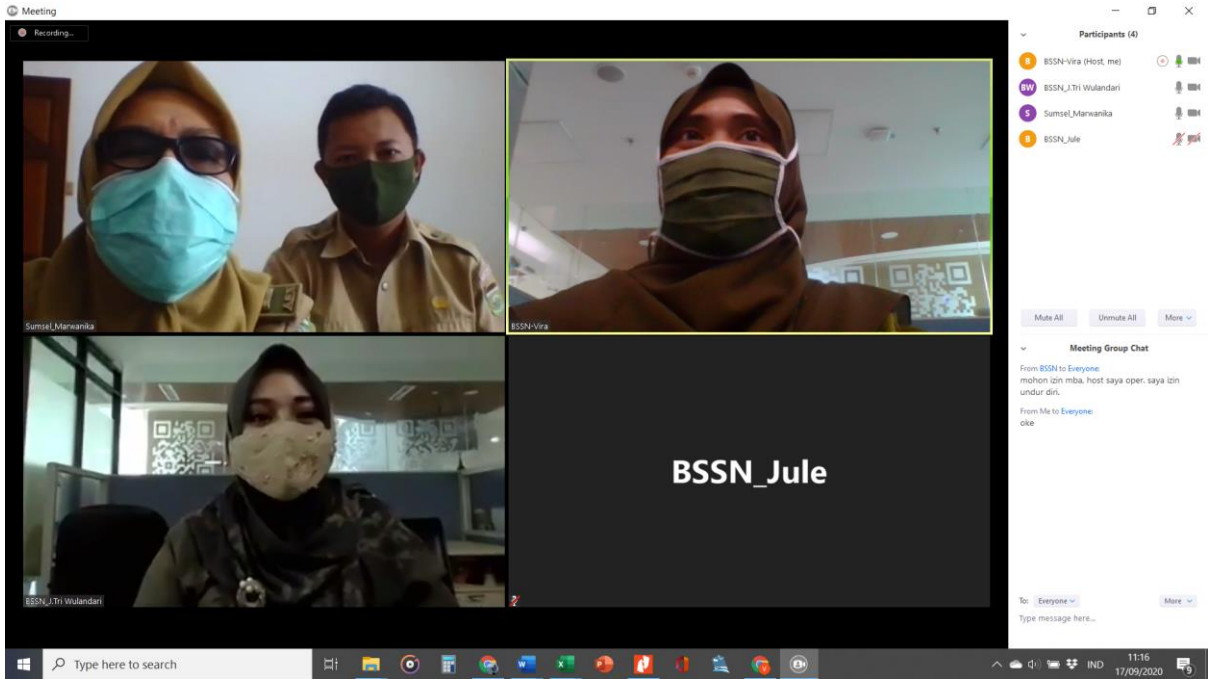 Meeting
Recording...
Participants (4)
B BSSN-Vira (Host, me)
BW BSSN_J.Tri Wulandari
S Sumsel_Marwanika
B BSSN_Jule
Sumsel_Marwanika
BSSN-Vira
Mute All Unmute All More
Meeting Group Chat
From BSSN to Everyone:
mohon izin mba. host saya oper. saya izin
undur diri.
From Me to Everyone:
oke
BSSN_Jule
BSSN_J.Tri Wulandari
To: Everyone More
Type message here...
Type here to search
IND
11:16
17/09/2020
9